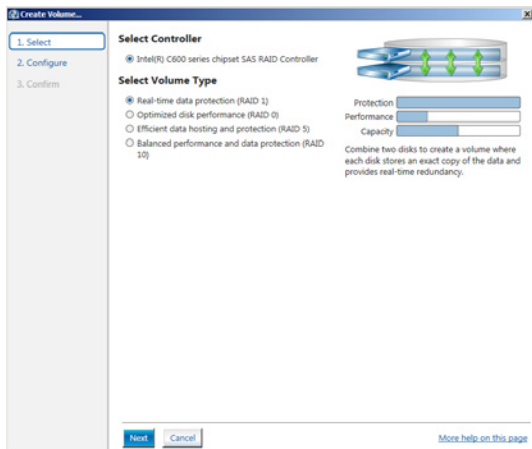 Create Volume...
1. Select
2. Configure
3. Confirm
Select Controller
Intel(R) C600 series chipset SAS RAID Controller
Select Volume Type
Real-time data protection (RAID 1)
Optimized disk performance (RAID 0)
Efficient data hosting and protection (RAID 5)
Balanced performance and data protection (RAID
10)
Protection
Performance
Capacity
Combine two disks to create a volume where
each disk stores an exact copy of the data and
provides real-time redundancy.
Next
Cancel
More help on this page